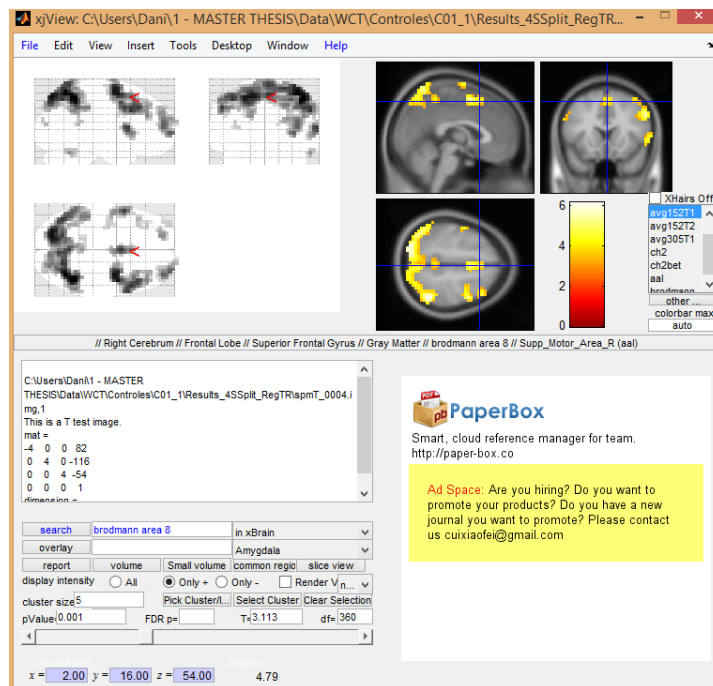 xjView: C:\Users\Dani\1 - MASTER THESIS\Data\WCT\Controles\C01_1\Results_4SSplit_RegTR...
File Edit View Insert Tools Desktop Window Help
6
4
2
0
XHairs Off
avg152T1
avg152T2
avg305T1
ch2
ch2bet
aal
brodmann
other ...
colorbar max
auto
// Right Cerebrum // Frontal Lobe // Superior Frontal Gyrus // Gray Matter // brodmann area 8 // Supp_Motor_Area_R (aal)
C:\Users\Dani\1 - MASTER
THESIS\Data\WCT\Controles\C01_1\Results_4SSplit_RegTR\spmT_0004.i
mg,1
This is a T test image.
mat =
-4 0 0 82
0 4 0 -116
0 0 4 -54
0 0 0 1
dimension =
pb PaperBox
Smart, cloud reference manager for team.
http://paper-box.co
Ad Space: Are you hiring? Do you want to
promote your products? Do you have a new
journal you want to promote? Please contact
us cuixiaofei@gmail.com
search brodmann area 8 in xBrain
overlay Amygdala
report volume Small volume common regio slice view
display intensity All Only + Only - Render V n...
cluster size 5 Pick Cluster/I... Select Cluster Clear Selection
pValue= 0.001 FDR p= T= 3.113 df= 360
co-ordinates statistic
x = 2.00 y = 16.00 z = 54.00 4.79